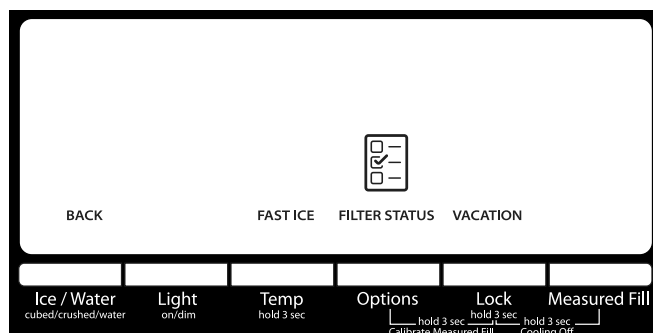 BACK FAST ICE FILTER STATUS VACATION
Ice / Water Light Temp Options Lock Measured Fill
cubed/crushed/water on/dim hold 3 sec hold 3 sec
hold 3 sec hold 3 sec
Calibrate Measured Fill Cooling Off